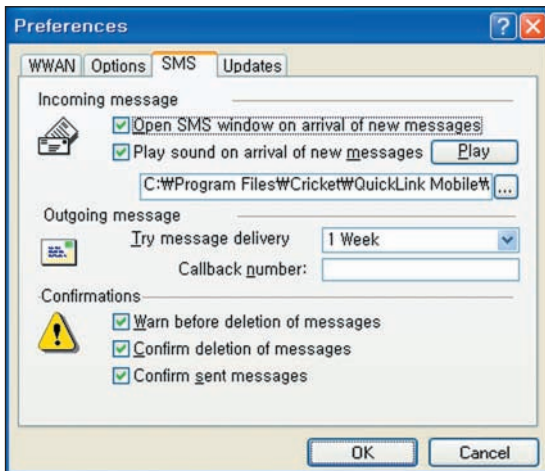 Preferences
WWAN Options SMS Updates
Incoming message
Open SMS window on arrival of new messages
Play sound on arrival of new messages Play
C:₩Program Files₩Cricket₩QuickLink Mobile₩ ...
Outgoing message
Try message delivery 1 Week
Callback number:
Confirmations
Warn before deletion of messages
Confirm deletion of messages
Confirm sent messages
OK Cancel